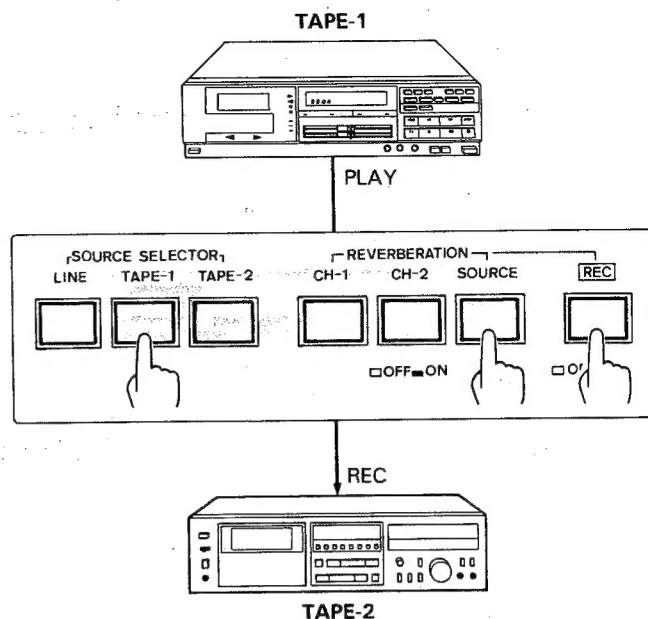 TAPE-1
PLAY
SOURCE SELECTOR
REVERBERATION
LINE TAPE-1 TAPE-2 CH-1 CH-2 SOURCE REC
OFF ON
REC
TAPE-2